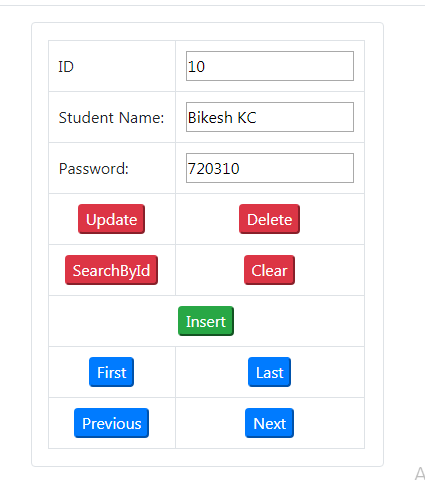 ID 10
Student Name: Bikesh KC
Password: 720310
Update Delete
SearchById Clear
Insert
First Last
Previous Next
A